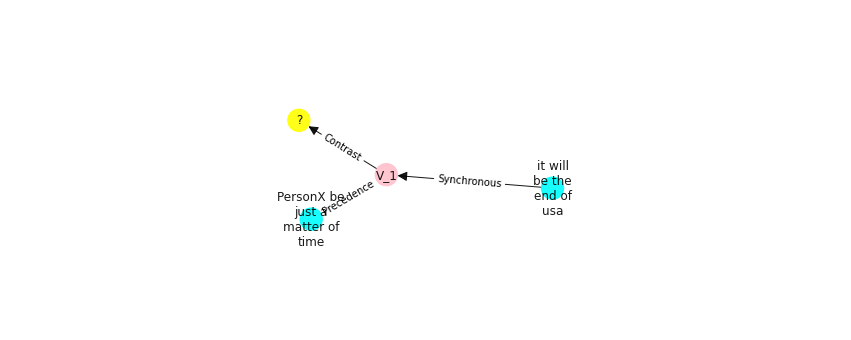 ?
Contrast
V_1
Synchronous
it will
be the
end of
usa
Precedence
PersonX be
just a
matter of
time